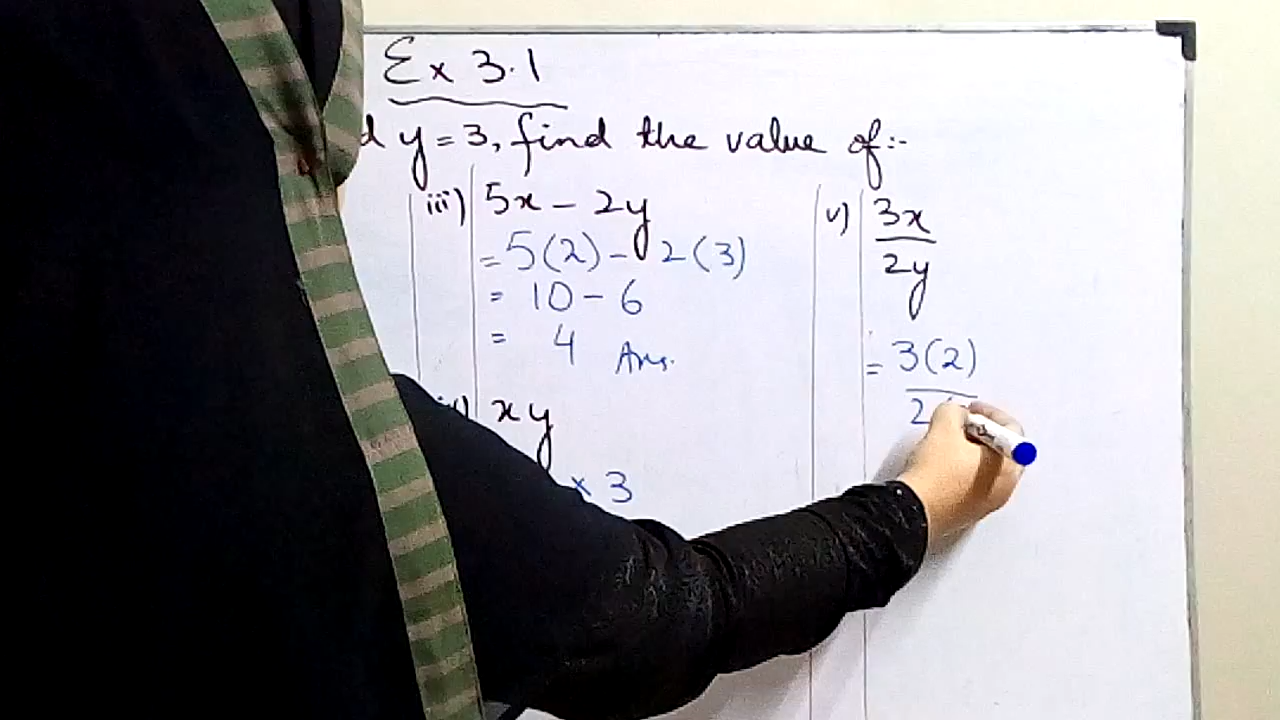 Ex 3.1
d y = 3, find the value of:-
iii) 5x - 2y
= 5(2) - 2(3)
= 10 - 6
= 4 Ans.
xy
× 3
v) 3x
2y
= 3(2)
2